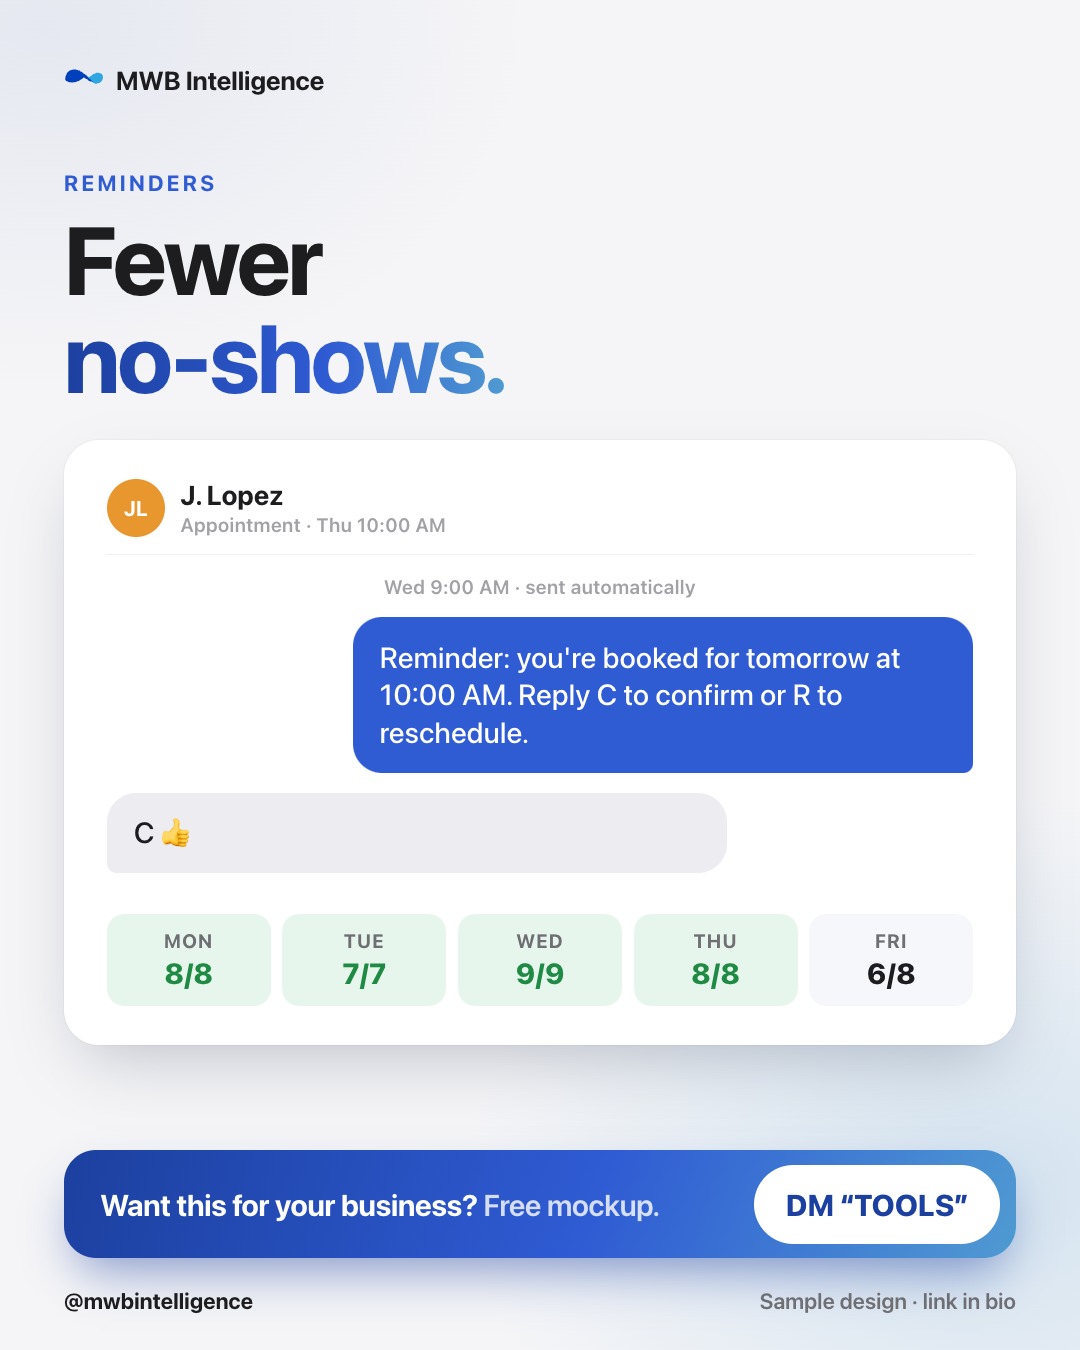 MWB Intelligence
REMINDERS
Fewer
no-shows.
JL
J. Lopez
Appointment · Thu 10:00 AM
Wed 9:00 AM · sent automatically
Reminder: you're booked for tomorrow at
10:00 AM. Reply C to confirm or R to
reschedule.
C 👍
MON
8/8
TUE
7/7
WED
9/9
THU
8/8
FRI
6/8
Want this for your business? Free mockup.
DM “TOOLS”
@mwbintelligence
Sample design · link in bio